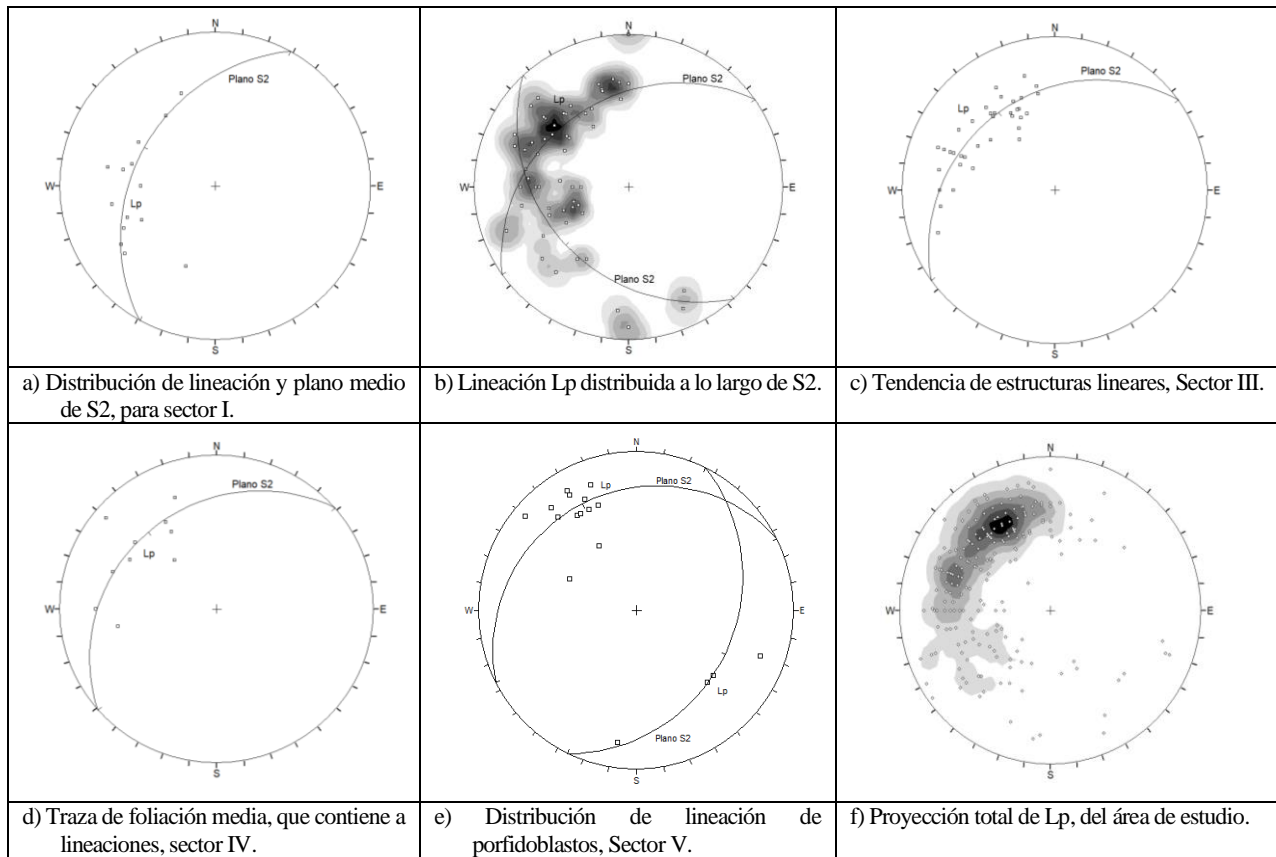 N
Plano S2
W
E
Lp
S
N
Plano S2
Lp
W
E
Plano S2
S
N
Plano S2
Lp
W
E
S
a) Distribución de lineación y plano medio
de S2, para sector I.
b) Lineación Lp distribuida a lo largo de S2.
c) Tendencia de estructuras lineares, Sector III.
N
Plano S2
Lp
W
E
S
N
Lp
Plano S2
W
E
Lp
Plano S2
S
N
W
E
S
d) Traza de foliación media, que contiene a
lineaciones, sector IV.
e) Distribución de lineación de
porfidoblastos, Sector V.
f) Proyección total de Lp, del área de estudio.